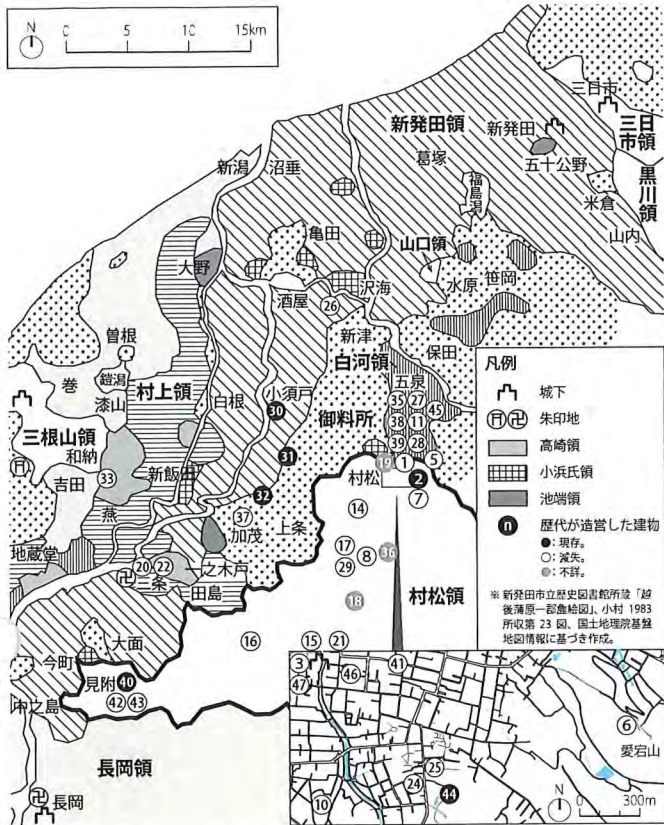 N
0 5 10 15km
三日市
新発田領
新発田
三日市領
葛塚
五十公野
黒川領
新潟
沼垂
福島潟
米倉
山内
亀田
山口領
大野
沢海
水原
笹岡
酒屋
26
新津
保田
曽根
白河領
巻
鎧潟
漆山
村上領
白根
小須戸
30
五泉
35 27
38 11 45
39 28
三根山領
和納
御料所
31
吉田
33
新飯田
19 1 5
村松
2
7
燕
32
37
加茂
上条
14
地蔵堂
20 22
一之木戸
17 8 36
29
三条
田島
村松領
18
大面
16
15 21
今町
見附
40
42 43
中之島
長岡領
長岡
凡例
城下
卍 朱印地
高崎領
小浜氏領
池端領
n 歴代が造営した建物
●:現存。
○:滅失。
●:不詳。
※ 新発田市立歴史図書館所蔵「越
後蒲原一郡麁絵図」、小村 1983
所収第 23 図、国土地理院基盤
地図情報に基づき作成。
3 46 41
47
6
愛宕山
25
24
44
10
N
0 300m